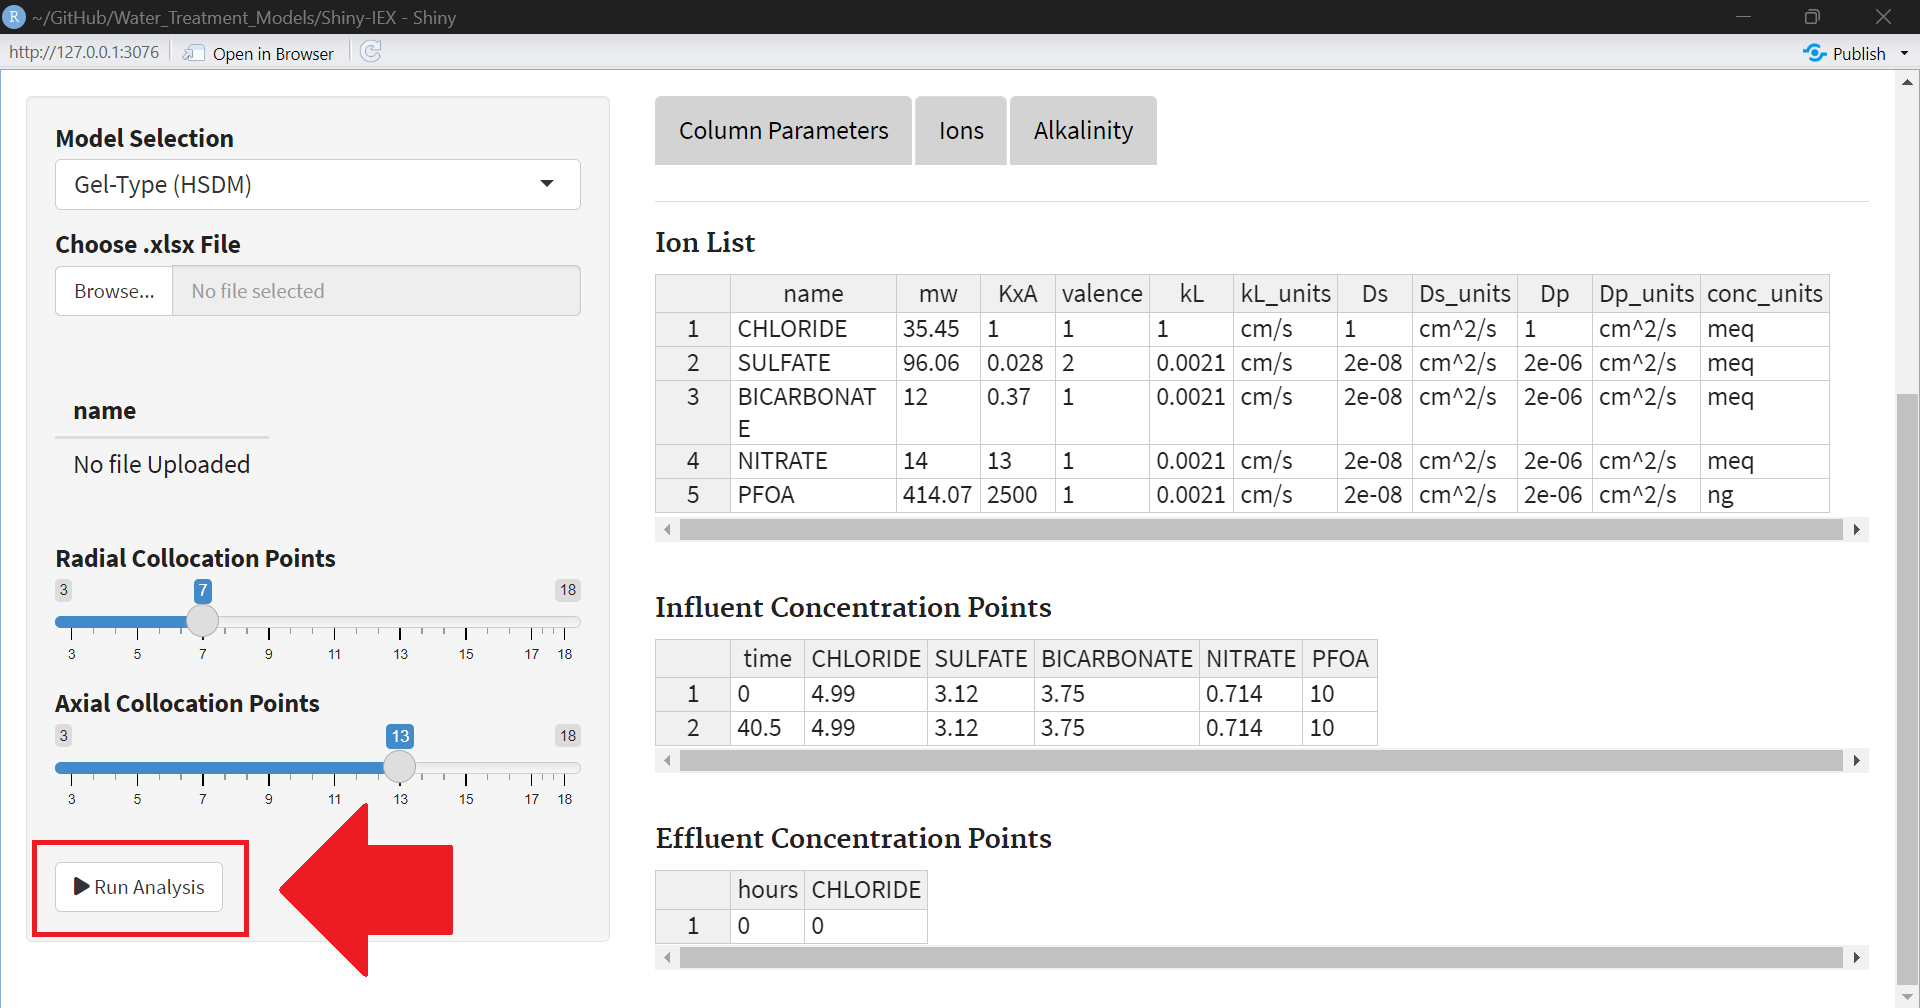 R ~/GitHub/Water_Treatment_Models/Shiny-IEX - Shiny
http://127.0.0.1:3076 Open in Browser Publish
Model Selection
Gel-Type (HSDM)
Choose .xlsx File
Browse... No file selected
name
No file Uploaded
Radial Collocation Points
3 7 18
3 5 7 9 11 13 15 17 18
Axial Collocation Points
3 13 18
3 5 7 9 11 13 15 17 18
Run Analysis
Column Parameters Ions Alkalinity
Ion List
name mw KxA valence kL kL_units Ds Ds_units Dp Dp_units conc_units
1 CHLORIDE 35.45 1 1 1 cm/s 1 cm^2/s 1 cm^2/s meq
2 SULFATE 96.06 0.028 2 0.0021 cm/s 2e-08 cm^2/s 2e-06 cm^2/s meq
3 BICARBONAT 12 0.37 1 0.0021 cm/s 2e-08 cm^2/s 2e-06 cm^2/s meq
E
4 NITRATE 14 13 1 0.0021 cm/s 2e-08 cm^2/s 2e-06 cm^2/s meq
5 PFOA 414.07 2500 1 0.0021 cm/s 2e-08 cm^2/s 2e-06 cm^2/s ng
Influent Concentration Points
time CHLORIDE SULFATE BICARBONATE NITRATE PFOA
1 0 4.99 3.12 3.75 0.714 10
2 40.5 4.99 3.12 3.75 0.714 10
Effluent Concentration Points
hours CHLORIDE
1 0 0